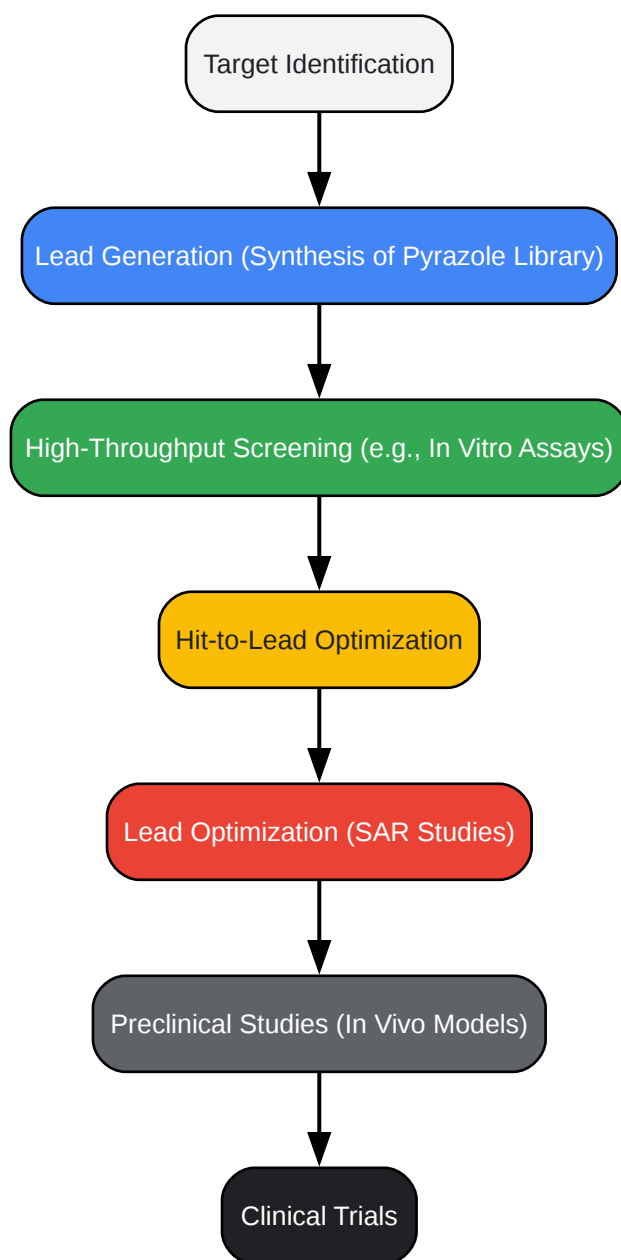 Target Identification
Lead Generation (Synthesis of Pyrazole Library)
High-Throughput Screening (e.g., In Vitro Assays)
Hit-to-Lead Optimization
Lead Optimization (SAR Studies)
Preclinical Studies (In Vivo Models)
Clinical Trials